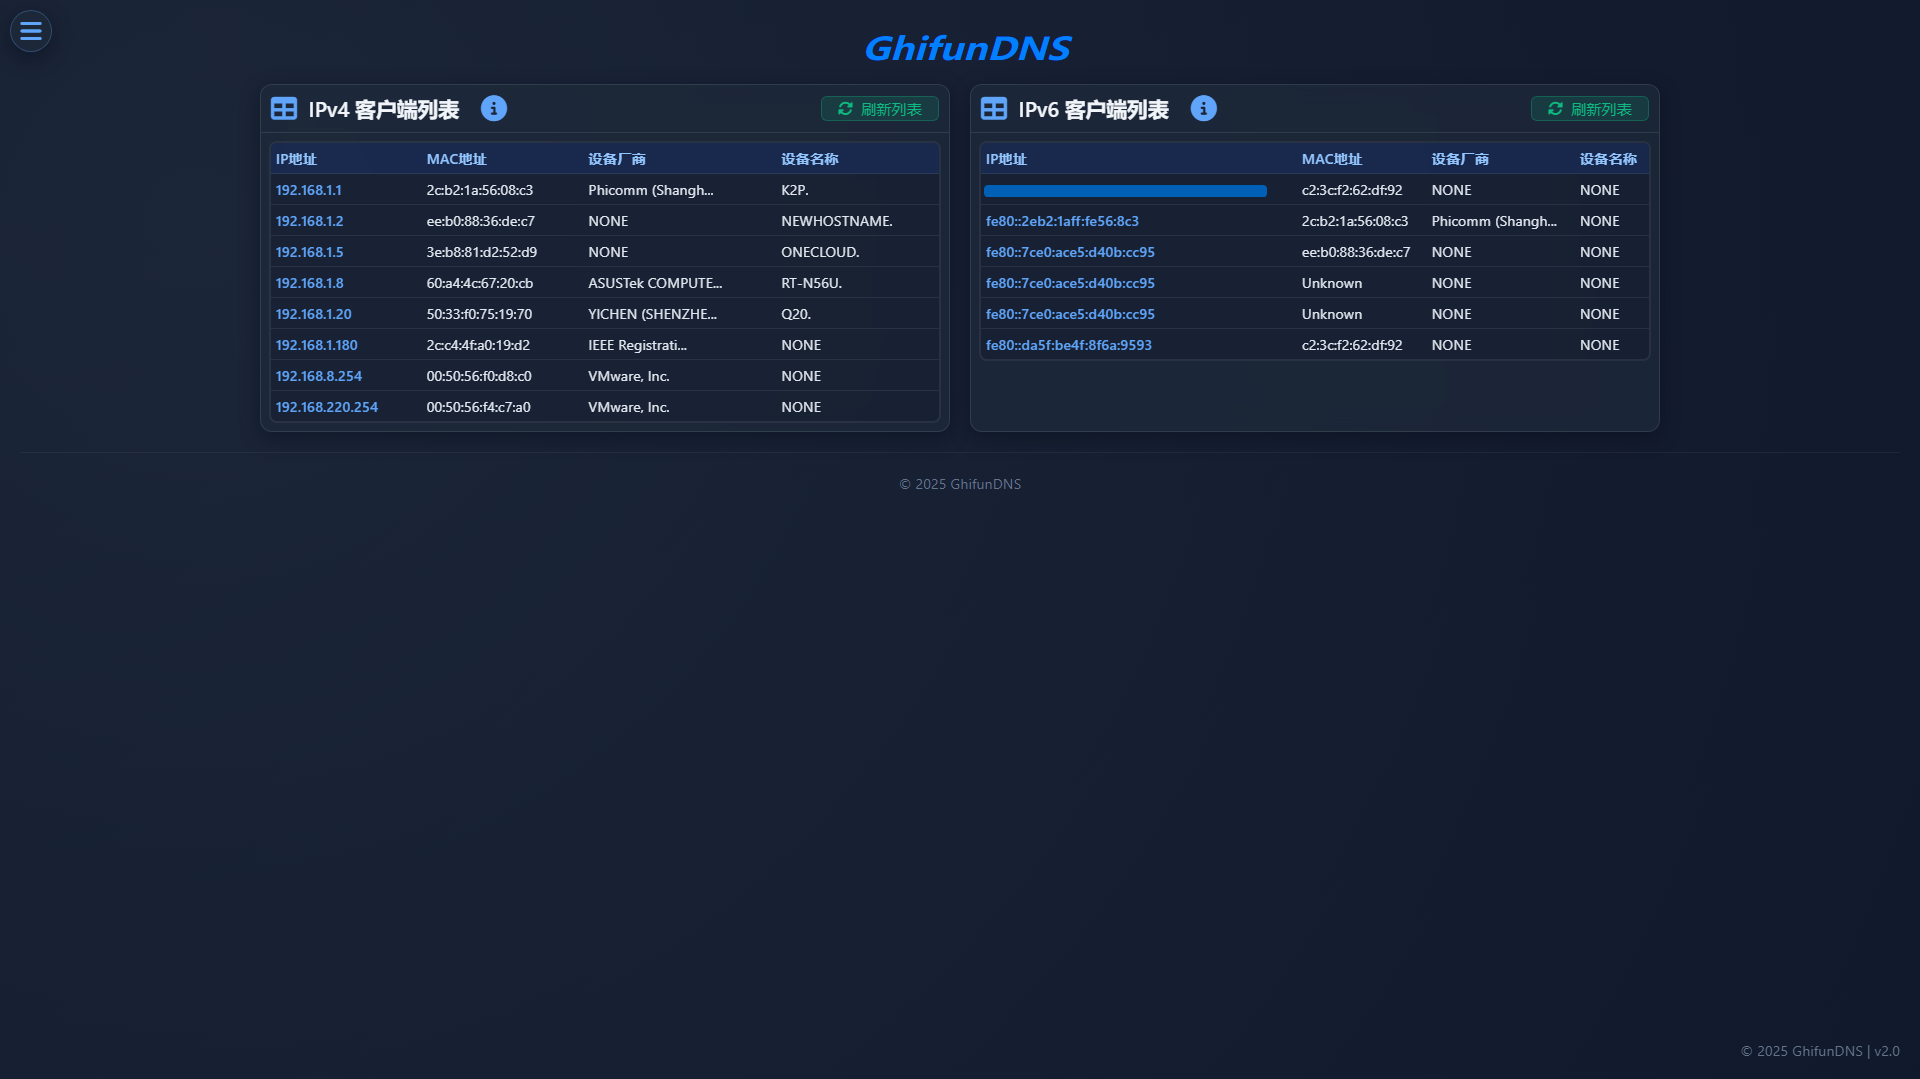 GhifunDNS
IPv4 客户端列表
刷新列表
IP地址 MAC地址 设备厂商 设备名称
192.168.1.1 2c:b2:1a:56:08:c3 Phicomm (Shangh... K2P.
192.168.1.2 ee:b0:88:36:de:c7 NONE NEWHOSTNAME.
192.168.1.5 3e:b8:81:d2:52:d9 NONE ONECLOUD.
192.168.1.8 60:a4:4c:67:20:cb ASUSTek COMPUTE... RT-N56U.
192.168.1.20 50:33:f0:75:19:70 YICHEN (SHENZHE... Q20.
192.168.1.180 2c:c4:4f:a0:19:d2 IEEE Registrati... NONE
192.168.8.254 00:50:56:f0:d8:c0 VMware, Inc. NONE
192.168.220.254 00:50:56:f4:c7:a0 VMware, Inc. NONE
IPv6 客户端列表
刷新列表
IP地址 MAC地址 设备厂商 设备名称
c2:3c:f2:62:df:92 NONE NONE
fe80::2eb2:1aff:fe56:8c3 2c:b2:1a:56:08:c3 Phicomm (Shangh... NONE
fe80::7ce0:ace5:d40b:cc95 ee:b0:88:36:de:c7 NONE NONE
fe80::7ce0:ace5:d40b:cc95 Unknown NONE NONE
fe80::7ce0:ace5:d40b:cc95 Unknown NONE NONE
fe80::da5f:be4f:8f6a:9593 c2:3c:f2:62:df:92 NONE NONE
© 2025 GhifunDNS
© 2025 GhifunDNS | v2.0